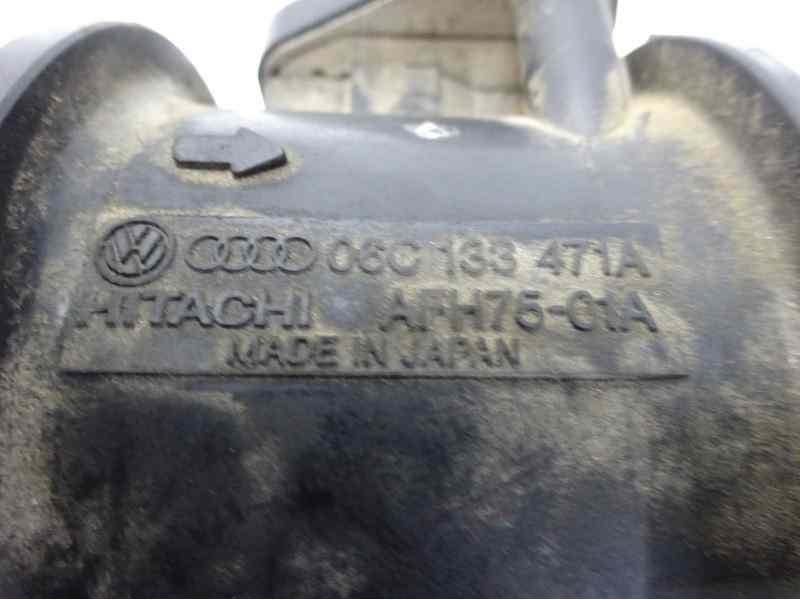 06C 133 471A
HITACHI AFH75-01A
MADE IN JAPAN